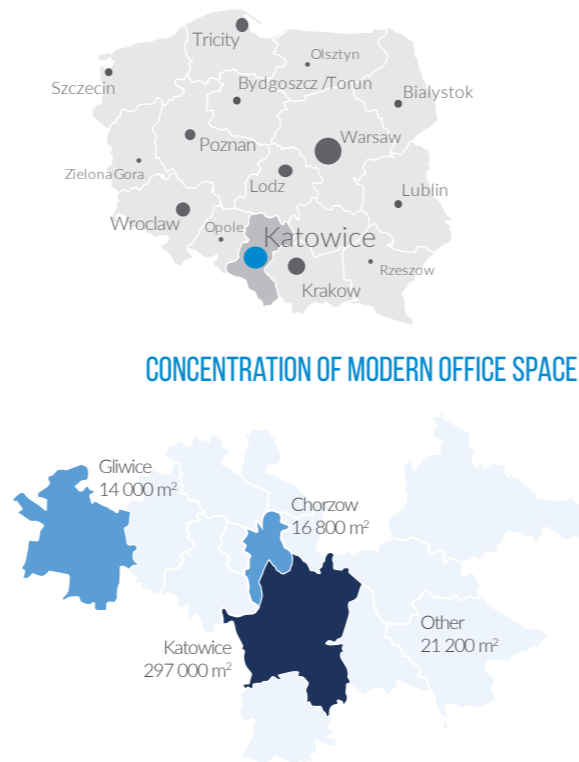 Tricity
Olsztyn
Szczecin
Bydgoszcz /Torun
Bialystok
Poznan
Warsaw
Zielona Gora
Lodz
Lublin
Wroclaw
Opole
Katowice
Rzeszow
Krakow
CONCENTRATION OF MODERN OFFICE SPACE
Gliwice
14 000 m²
Chorzow
16 800 m²
Other
21 200 m²
Katowice
297 000 m²